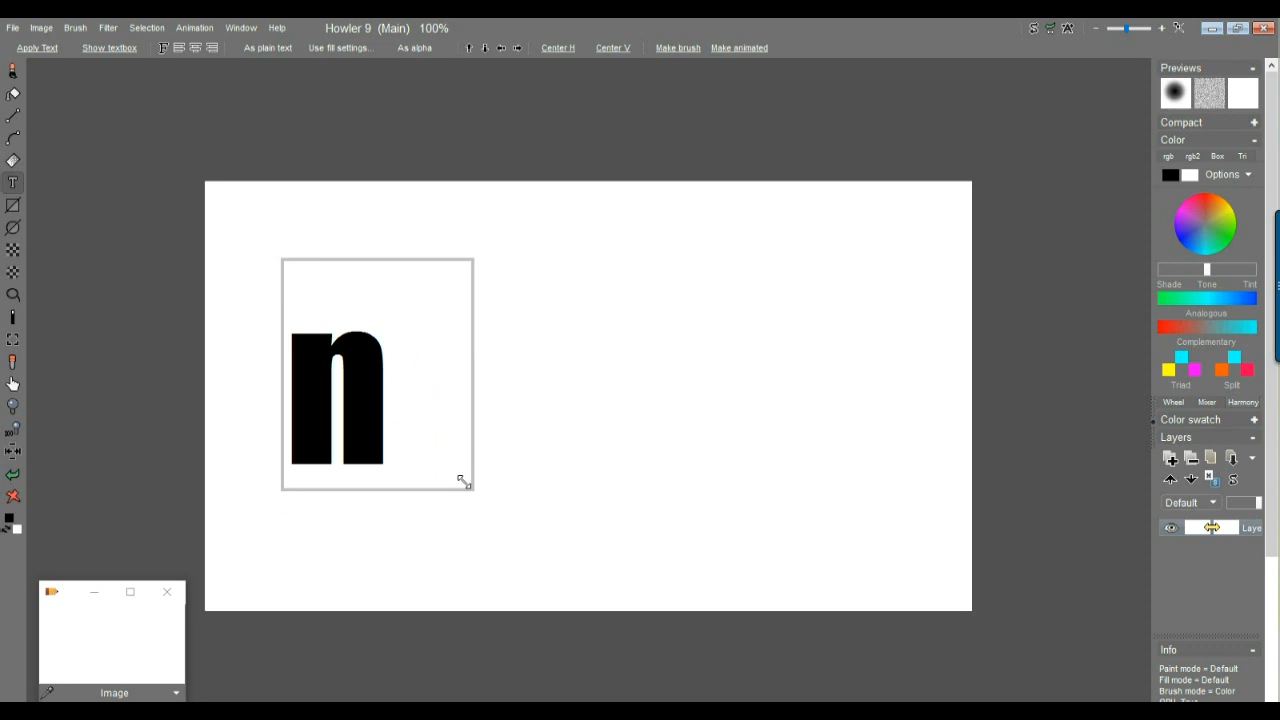 File Image Brush Filter Selection Animation Window Help Howler 9 (Main) 100%
Apply Text Show textbox F As plain text Use fill settings... As alpha Center H Center V Make brush Make animated
Previews
Compact
Color
rgb rgb2 Box Tri
Options
Shade Tone Tint
Analogous
Complementary
Triad Split
Wheel Mixer Harmony
Color swatch
Layers
Default
Laye
n
Image
Info
Paint mode = Default
Fill mode = Default
Brush mode = Color